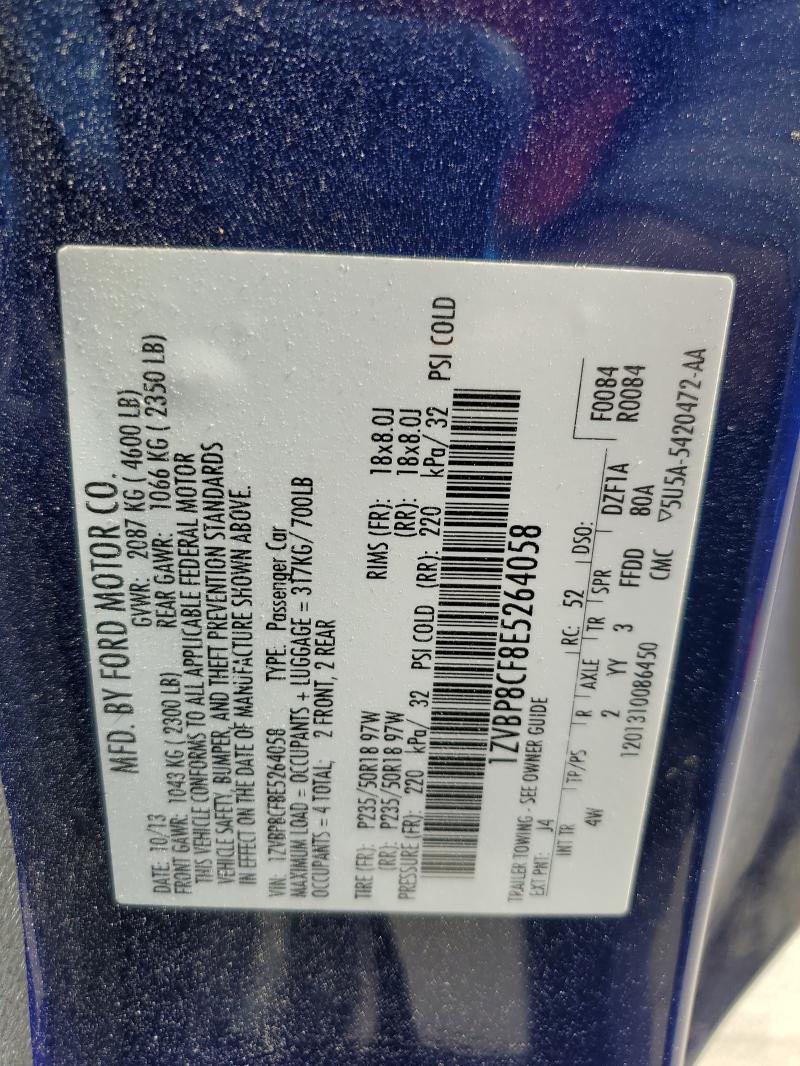 MFD. BY FORD MOTOR CO.
DATE: 10/13 GVWR: 2087 KG ( 4600 LB)
FRONT GAWR: 1043 KG ( 2300 LB) REAR GAWR: 1066 KG ( 2350 LB)
THIS VEHICLE CONFORMS TO ALL APPLICABLE FEDERAL MOTOR
VEHICLE SAFETY, BUMPER, AND THEFT PREVENTION STANDARDS
IN EFFECT ON THE DATE OF MANUFACTURE SHOWN ABOVE.
VIN: 1ZVBP8CF8E5264058 TYPE: Passenger Car
MAXIMUM LOAD = OCCUPANTS + LUGGAGE = 317KG/700LB
OCCUPANTS = 4 TOTAL: 2 FRONT, 2 REAR
TIRE (FR): P235/50R18 97W RIMS (FR): 18x8.0J
(RR): P235/50R18 97W (RR): 18x8.0J
PRESSURE (FR): 220 kPa/ 32 PSI COLD (RR): 220 kPa/ 32 PSI COLD
1ZVBP8CF8E5264058
TRAILER TOWING - SEE OWNER GUIDE
EXT PNT: J4 RC: 52 DSO: F0084
INT TR TP/PS R AXLE TR SPR DZF1A R0084
4W 2 YY 3 FFDD 80A
1201310086450 CMC ▽5U5A-5420472-AA